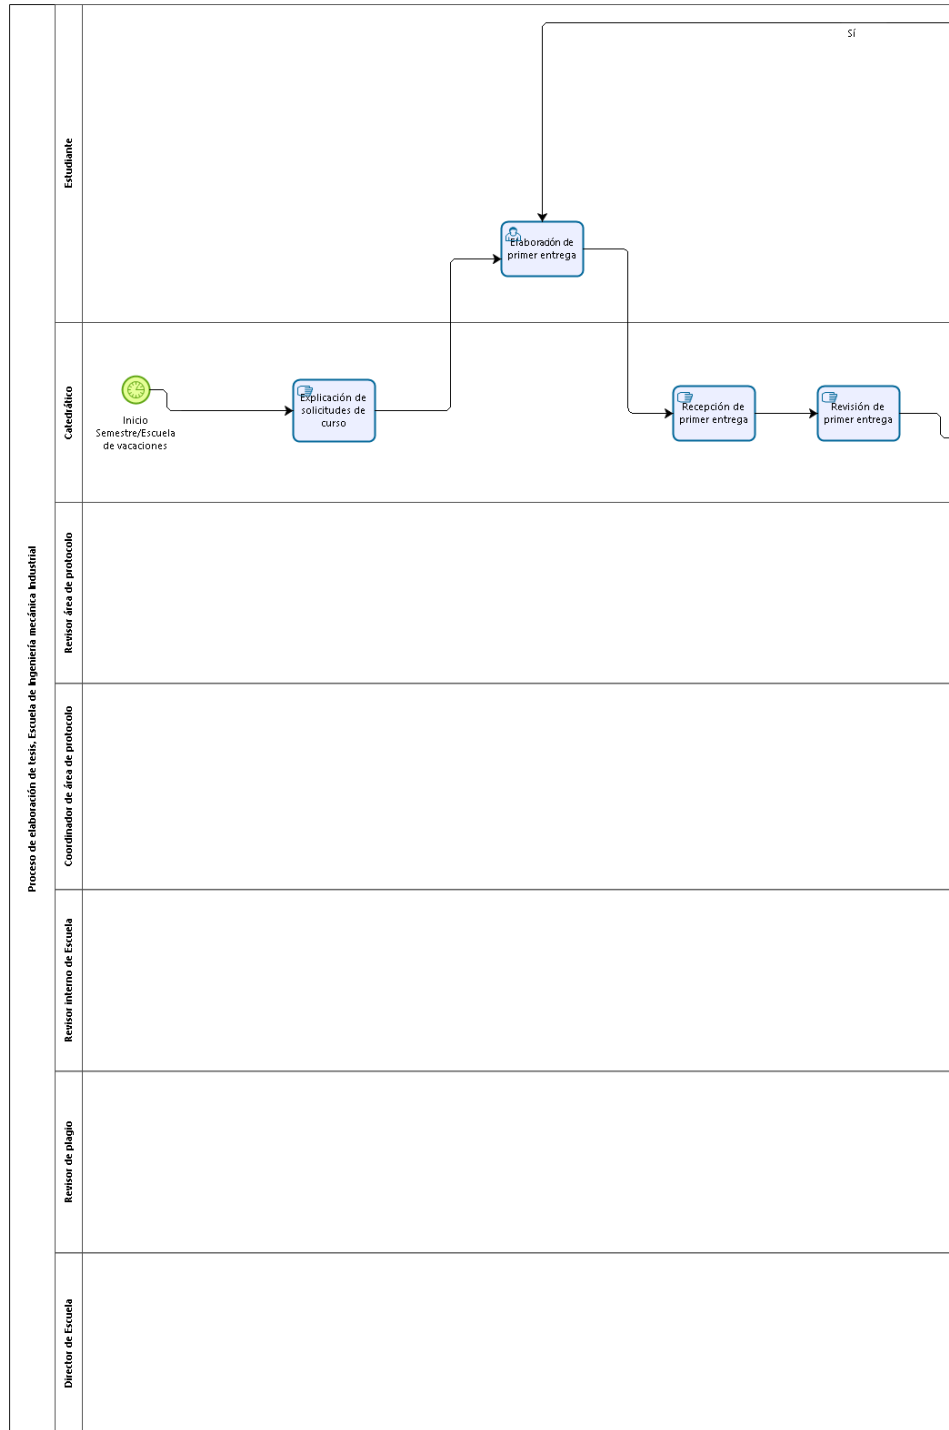 Proceso de elaboración de tesis, Escuela de Ingeniería mecánica Industrial
Estudiante
Sí
Elaboración de
primer entrega
Catedrático
Inicio
Semestre/Escuela
de vacaciones
Explicación de
solicitudes de
curso
Recepción de
primer entrega
Revisión de
primer entrega
Revisor área de protocolo
Coordinador de área de protocolo
Revisor interno de Escuela
Revisor de plagio
Director de Escuela